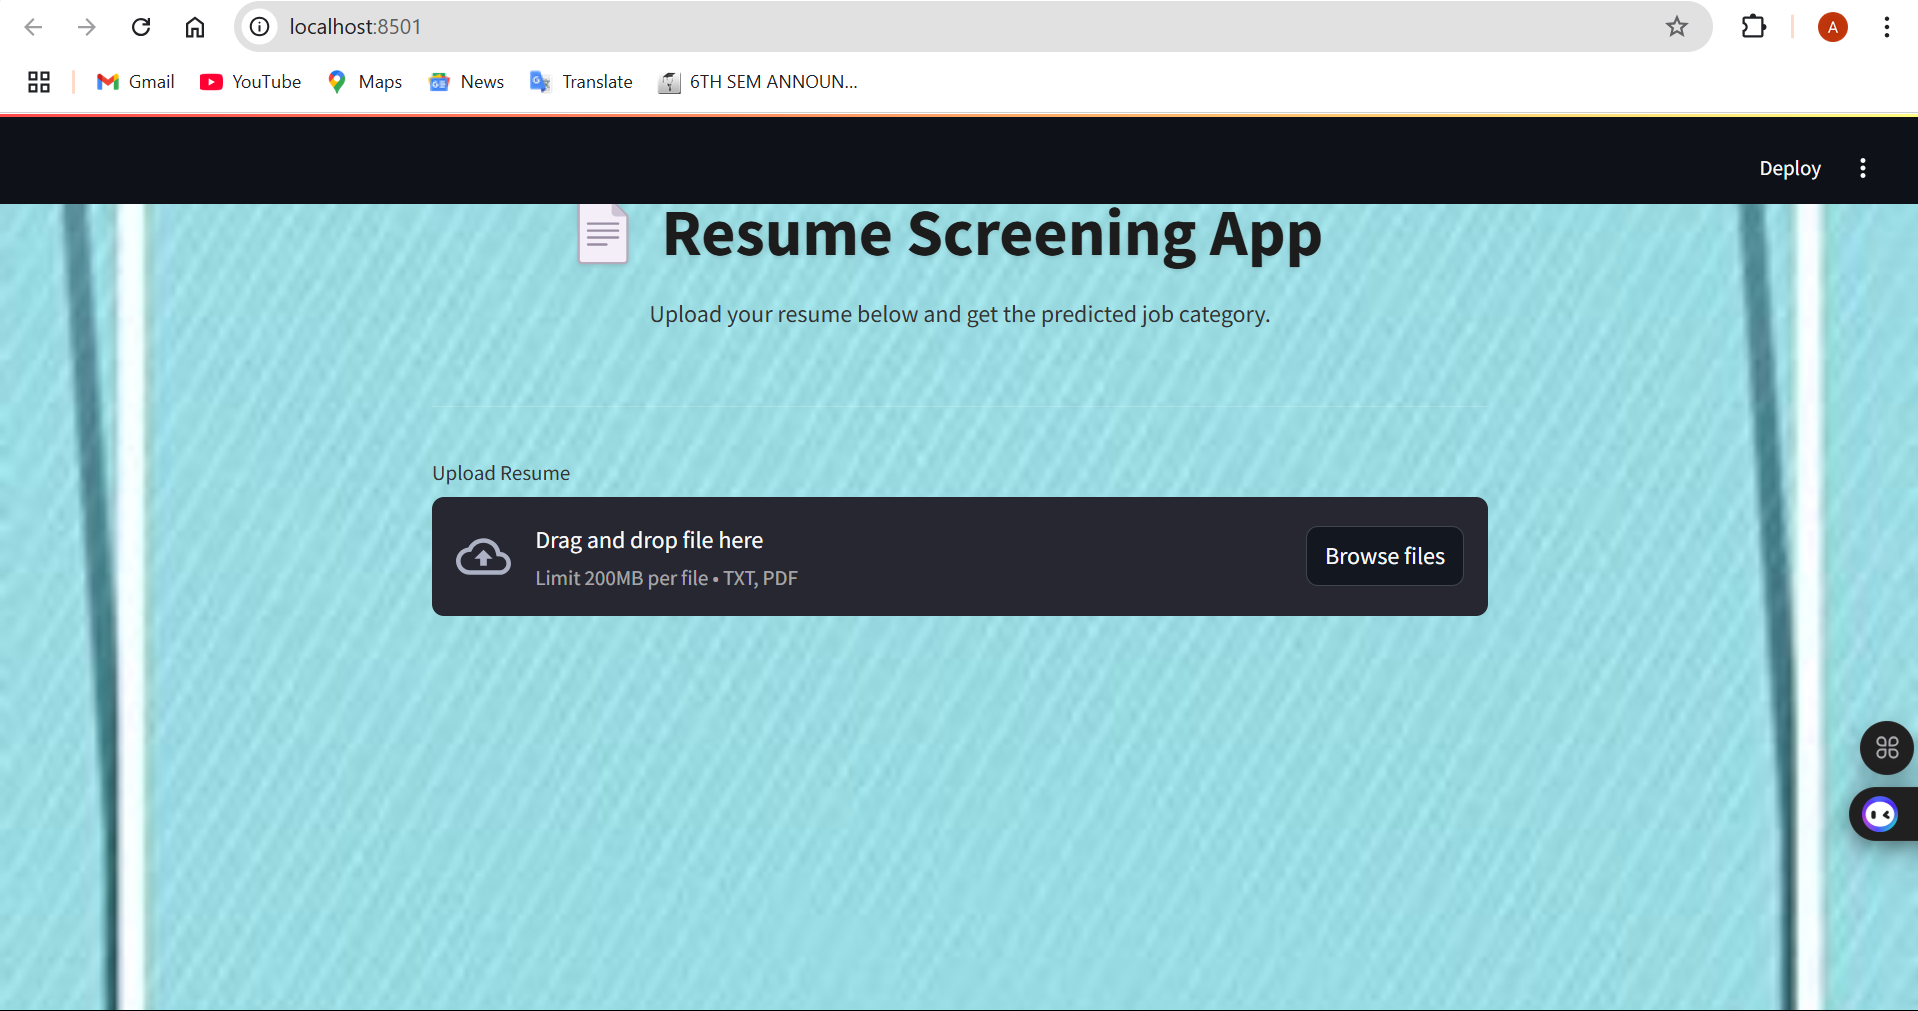 localhost:8501
A
Gmail
YouTube
Maps
News
Translate
6TH SEM ANNOUN...
Deploy
Resume Screening App
Upload your resume below and get the predicted job category.
Upload Resume
Drag and drop file here
Limit 200MB per file • TXT, PDF
Browse files